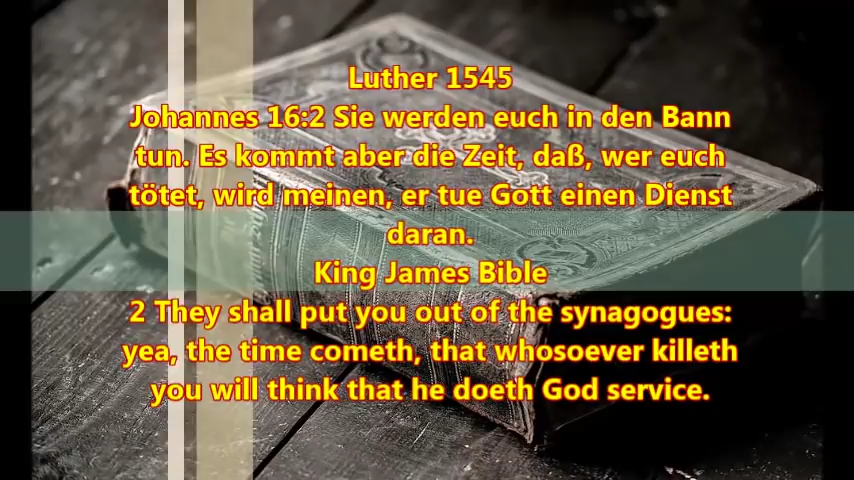 Luther 1545
Johannes 16:2 Sie werden euch in den Bann
tun. Es kommt aber die Zeit, daß, wer euch
tötet, wird meinen, er tue Gott einen Dienst
daran.
King James Bible
2 They shall put you out of the synagogues:
yea, the time cometh, that whosoever killeth
you will think that he doeth God service.